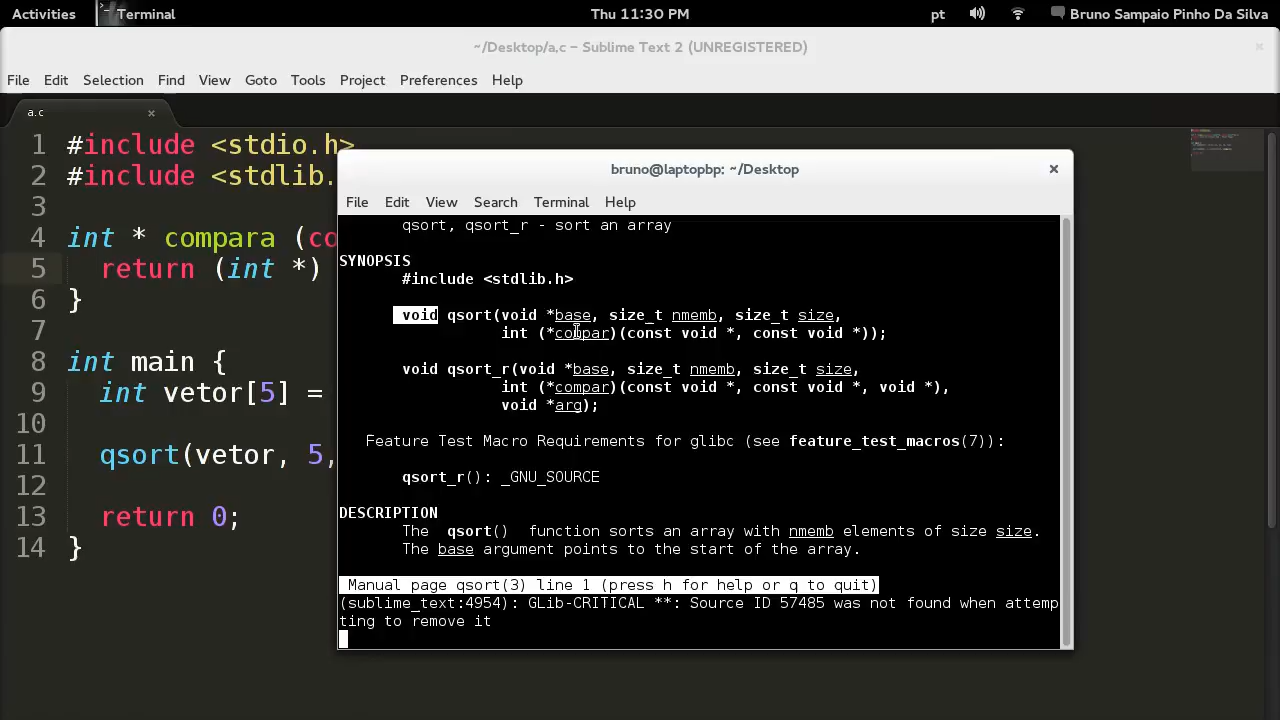 Activities Terminal Thu 11:30 PM pt Bruno Sampaio Pinho Da Silva
~/Desktop/a.c – Sublime Text 2 (UNREGISTERED) ×
File Edit Selection Find View Goto Tools Project Preferences Help
a.c ×
1 #include <stdio.h>
2 #include <stdlib.
3
4 int * compara (co
5 return (int *)
6 }
7
8 int main {
9 int vetor[5] =
10
11 qsort(vetor, 5,
12
13 return 0;
14 }
bruno@laptopbp: ~/Desktop ×
File Edit View Search Terminal Help
qsort, qsort_r - sort an array
SYNOPSIS
#include <stdlib.h>
void qsort(void *base, size_t nmemb, size_t size,
int (*compar)(const void *, const void *));
void qsort_r(void *base, size_t nmemb, size_t size,
int (*compar)(const void *, const void *, void *),
void *arg);
Feature Test Macro Requirements for glibc (see feature_test_macros(7)):
qsort_r(): _GNU_SOURCE
DESCRIPTION
The qsort() function sorts an array with nmemb elements of size size.
The base argument points to the start of the array.
Manual page qsort(3) line 1 (press h for help or q to quit)
(sublime_text:4954): GLib-CRITICAL **: Source ID 57485 was not found when attemp
ting to remove it